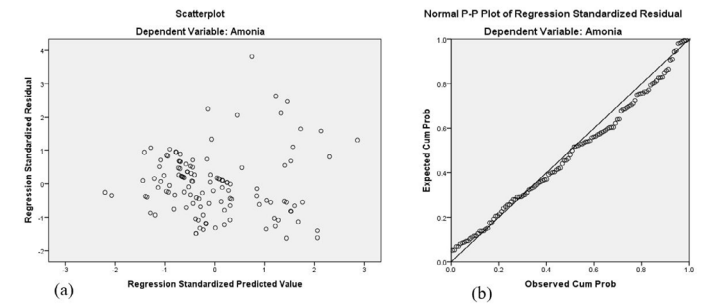 Scatterplot
Dependent Variable: Amonia
Regression Standardized Residual
4
3
2
1
0
-1
-2
3
-2
-1
0
1
2
3
Regression Standardized Predicted Value
(a)
Normal P-P Plot of Regression Standardized Residual
Dependent Variable: Amonia
Expected Cum Prob
1.0
0.8
0.6
0.4
0.2
0.0
0.0
0.2
0.4
0.6
0.8
1.0
Observed Cum Prob
(b)